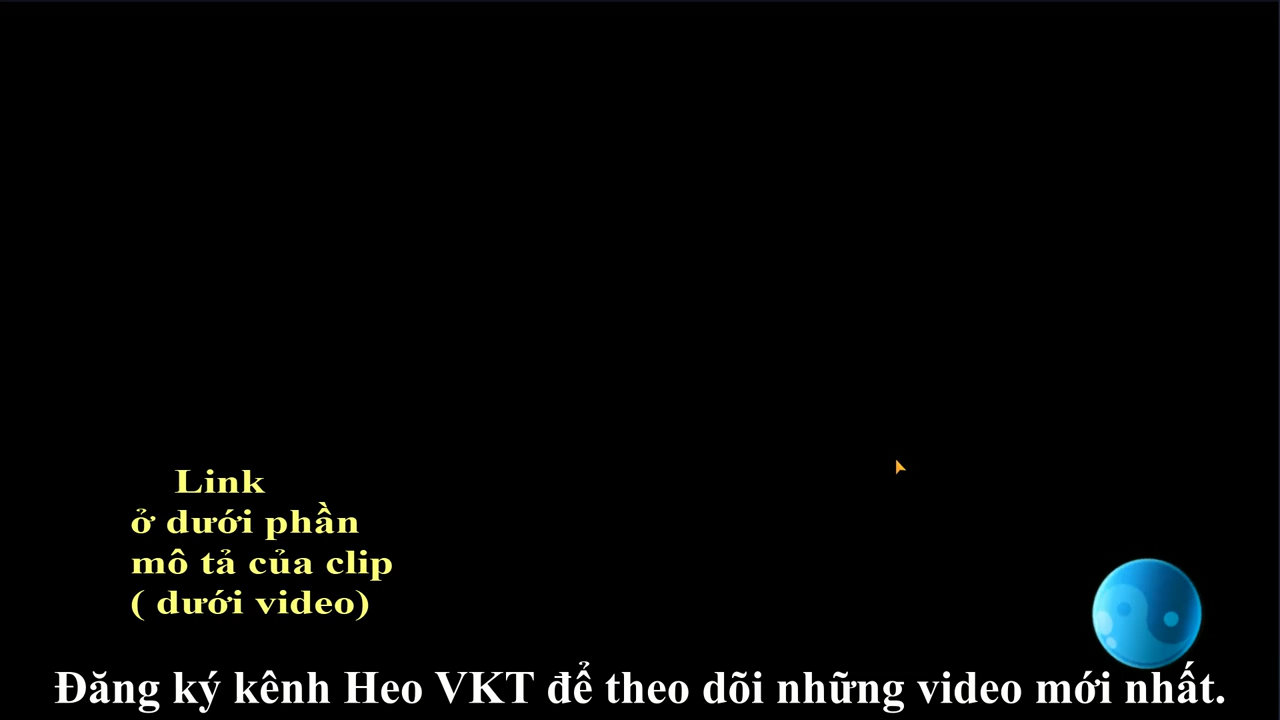 Link
ở dưới phần
mô tả của clip
( dưới video)
Đăng ký kênh Heo VKT để theo dõi những video mới nhất.